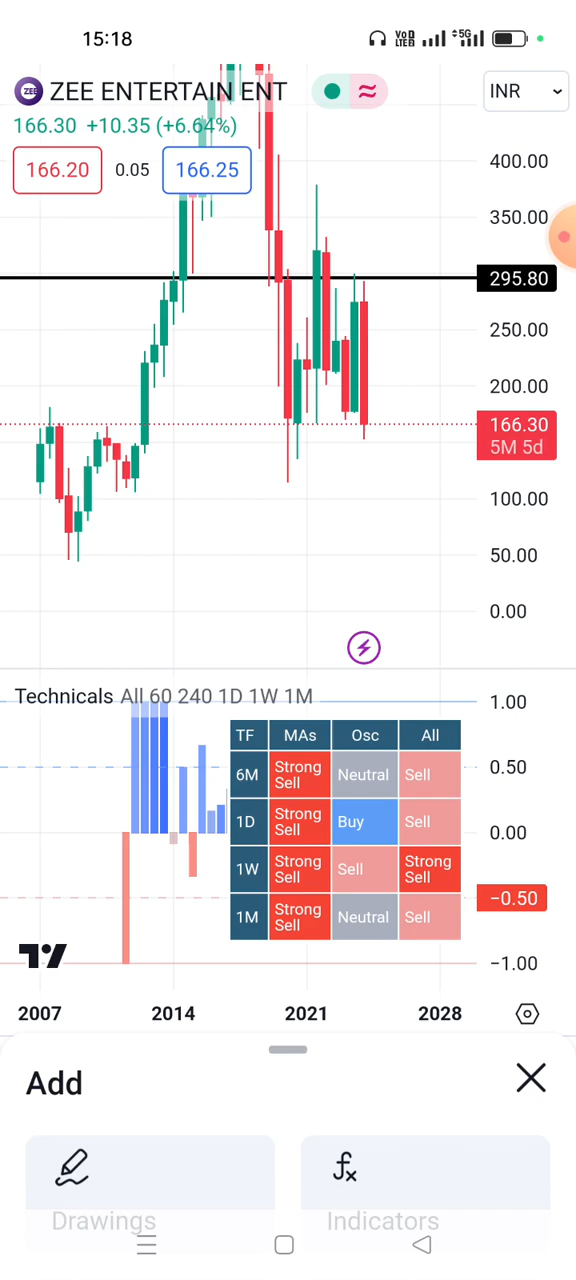 15:18
VoD LTE2 5G
ZEE ZEE ENTERTAIN ENT INR
166.30 +10.35 (+6.64%)
166.20 0.05 166.25
400.00
350.00
295.80
250.00
200.00
166.30
5M 5d
100.00
50.00
0.00
Technicals All 60 240 1D 1W 1M
1.00
0.50
0.00
−0.50
−1.00
TF MAs Osc All
6M Strong Sell Neutral Sell
1D Strong Sell Buy Sell
1W Strong Sell Sell Strong Sell
1M Strong Sell Neutral Sell
2007 2014 2021 2028
Add
Drawings Indicators